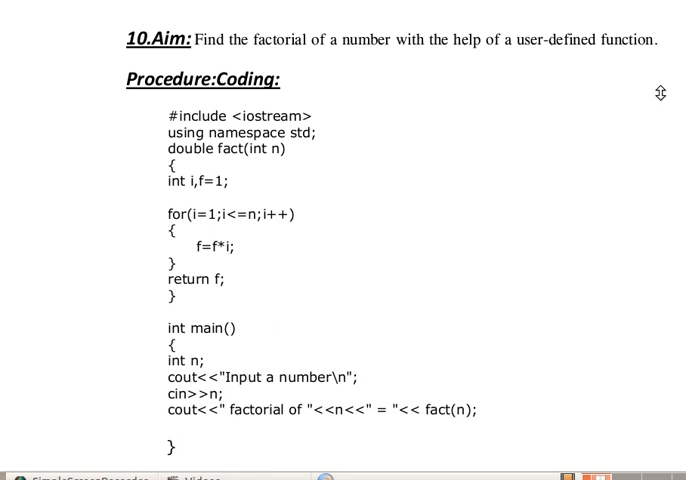 10.Aim: Find the factorial of a number with the help of a user-defined function.
Procedure:Coding:
#include <iostream>
using namespace std;
double fact(int n)
{
int i,f=1;
for(i=1;i<=n;i++)
{
f=f*i;
}
return f;
}
int main()
{
int n;
cout<<"Input a number\n";
cin>>n;
cout<<" factorial of "<<n<<" = "<< fact(n);
}